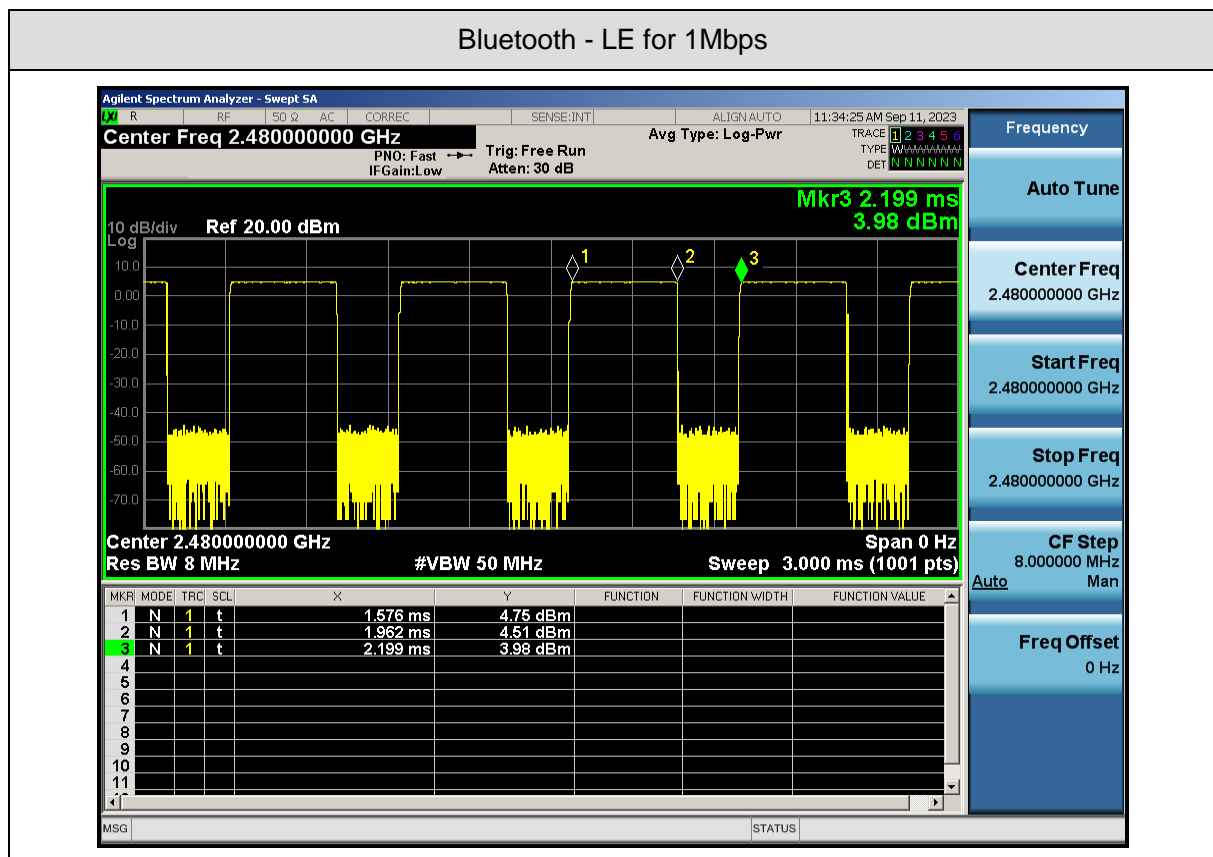 Bluetooth - LE for 1Mbps
Agilent Spectrum Analyzer - Swept SA
LXI R RF 50 Ω AC CORREC SENSE:INT ALIGN AUTO 11:34:25 AM Sep 11, 2023
Center Freq 2.480000000 GHz
PNO: Fast
IFGain:Low
Trig: Free Run
Atten: 30 dB
Avg Type: Log-Pwr
TRACE 1 2 3 4 5 6
TYPE WWWWWW
DET N N N N N N
Mkr3 2.199 ms
3.98 dBm
10 dB/div Ref 20.00 dBm
Log
10.0
0.00
-10.0
-20.0
-30.0
-40.0
-50.0
-60.0
-70.0
1
2
3
Center 2.480000000 GHz Span 0 Hz
Res BW 8 MHz #VBW 50 MHz Sweep 3.000 ms (1001 pts)
MKR MODE TRC SCL X Y FUNCTION FUNCTION WIDTH FUNCTION VALUE
1 N 1 t 1.576 ms 4.75 dBm
2 N 1 t 1.962 ms 4.51 dBm
3 N 1 t 2.199 ms 3.98 dBm
4
5
6
7
8
9
10
11
MSG STATUS
Frequency
Auto Tune
Center Freq
2.480000000 GHz
Start Freq
2.480000000 GHz
Stop Freq
2.480000000 GHz
CF Step
8.000000 MHz
Auto Man
Freq Offset
0 Hz